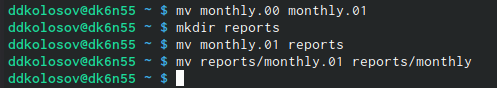 ddkolosov@dk6n55 ~ $ mv monthly.00 monthly.01
ddkolosov@dk6n55 ~ $ mkdir reports
ddkolosov@dk6n55 ~ $ mv monthly.01 reports
ddkolosov@dk6n55 ~ $ mv reports/monthly.01 reports/monthly
ddkolosov@dk6n55 ~ $